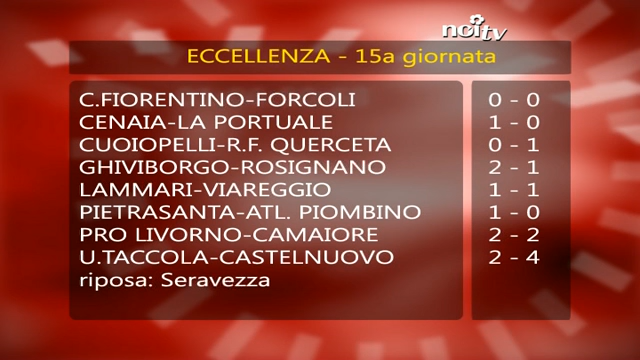 noitv
ECCELLENZA - 15a giornata
C.FIORENTINO-FORCOLI 0 - 0
CENAIA-LA PORTUALE 1 - 0
CUOIOPELLI-R.F. QUERCETA 0 - 1
GHIVIBORGO-ROSIGNANO 2 - 1
LAMMARI-VIAREGGIO 1 - 1
PIETRASANTA-ATL. PIOMBINO 1 - 0
PRO LIVORNO-CAMAIORE 2 - 2
U.TACCOLA-CASTELNUOVO 2 - 4
riposa: Seravezza